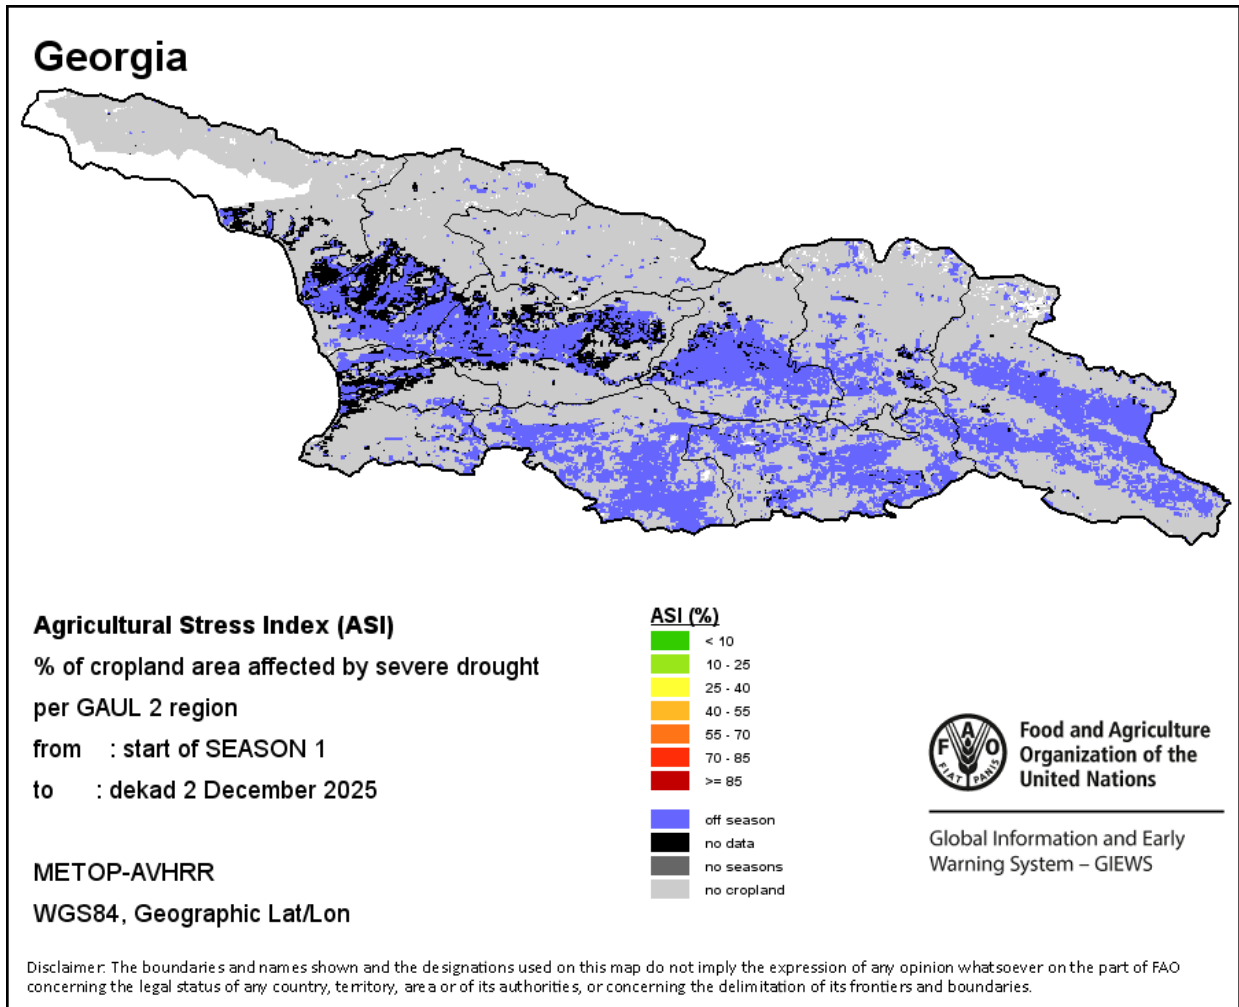 Georgia
Agricultural Stress Index (ASI)
% of cropland area affected by severe drought
per GAUL 2 region
from : start of SEASON 1
to : dekad 2 December 2025
METOP-AVHRR
WGS84, Geographic Lat/Lon
ASI (%)
< 10
10 - 25
25 - 40
40 - 55
55 - 70
70 - 85
>= 85
off season
no data
no seasons
no cropland
F A O
FIAT PANIS
Food and Agriculture
Organization of the
United Nations
Global Information and Early
Warning System – GIEWS
Disclaimer: The boundaries and names shown and the designations used on this map do not imply the expression of any opinion whatsoever on the part of FAO
concerning the legal status of any country, territory, area or of its authorities, or concerning the delimitation of its frontiers and boundaries.